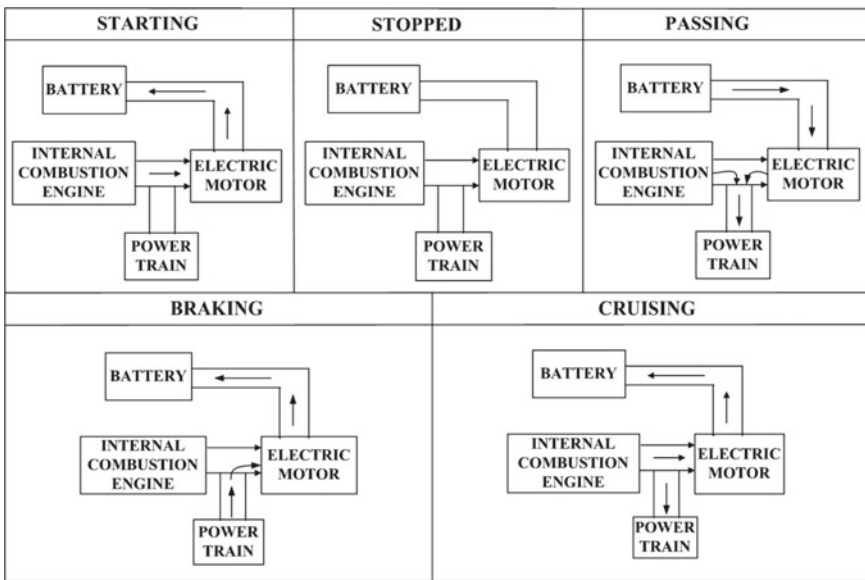 STARTING
BATTERY
INTERNAL
COMBUSTION
ENGINE
ELECTRIC
MOTOR
POWER
TRAIN
STOPPED
BATTERY
INTERNAL
COMBUSTION
ENGINE
ELECTRIC
MOTOR
POWER
TRAIN
PASSING
BATTERY
INTERNAL
COMBUSTION
ENGINE
ELECTRIC
MOTOR
POWER
TRAIN
BRAKING
BATTERY
INTERNAL
COMBUSTION
ENGINE
ELECTRIC
MOTOR
POWER
TRAIN
CRUISING
BATTERY
INTERNAL
COMBUSTION
ENGINE
ELECTRIC
MOTOR
POWER
TRAIN